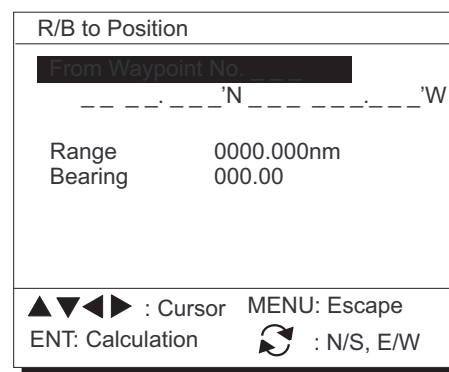 R/B to Position
From Waypoint No. _ _ _
_ _ _ _. _ _ _'N _ _ _ _ _ _._ _ _'W
Range 0000.000nm
Bearing 000.00
▲▼◀▶ : Cursor MENU: Escape
ENT: Calculation : N/S, E/W